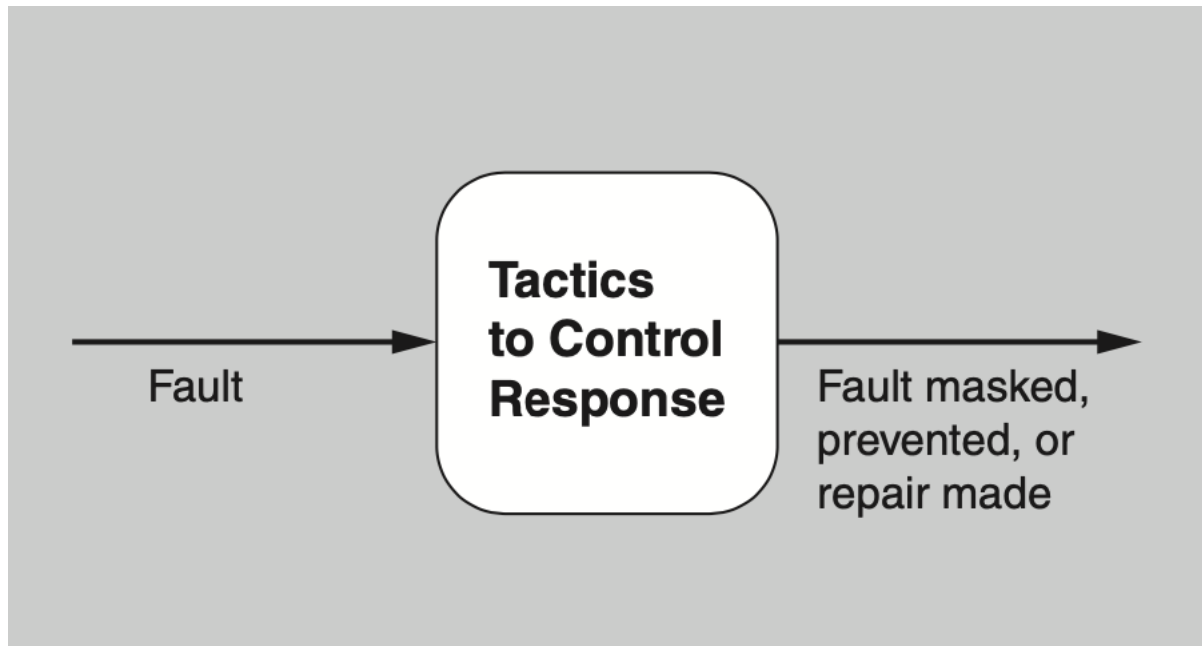 Fault
Tactics
to Control
Response
Fault masked,
prevented, or
repair made